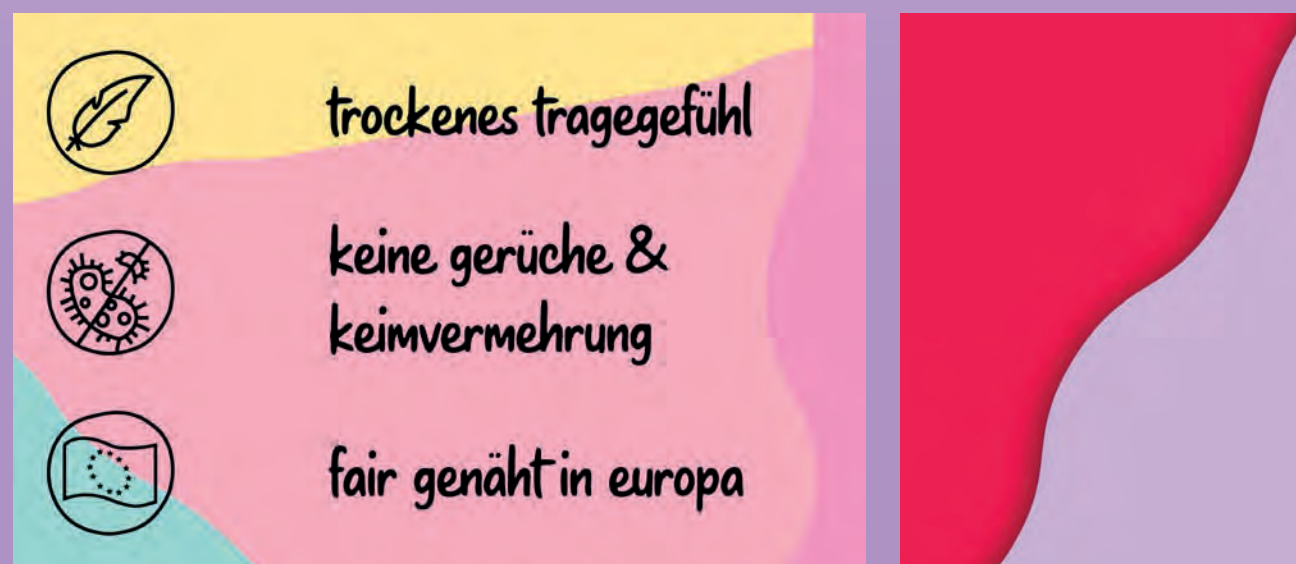 trockenes tragegefühl
keine gerüche &
keimvermehrung
fair genäht in europa